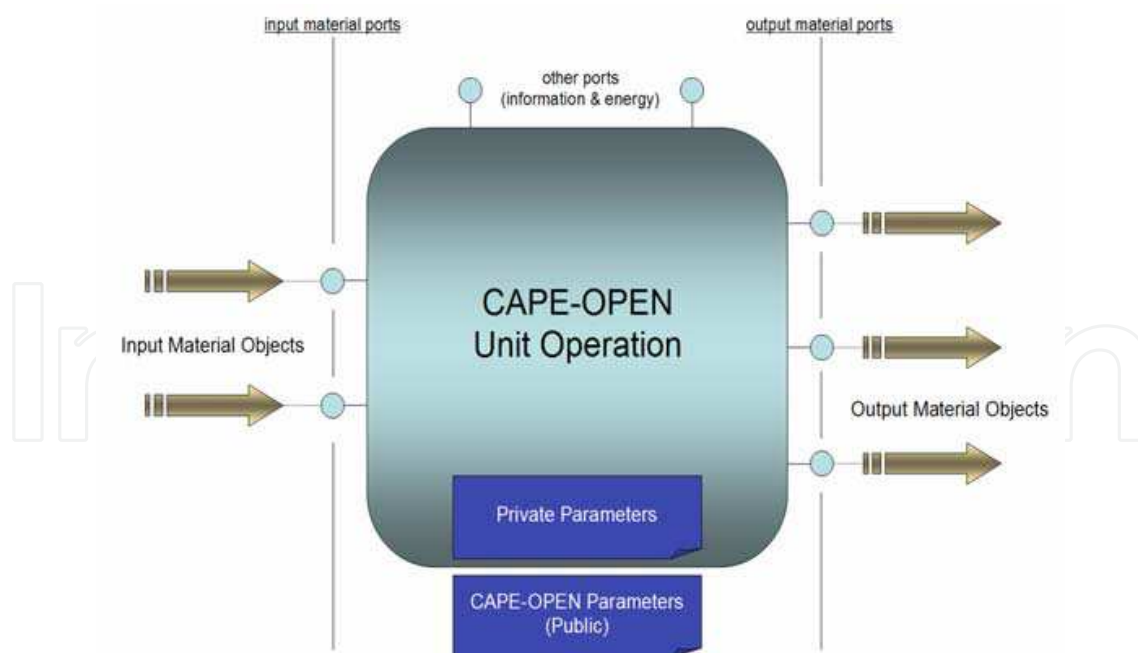 input material ports
output material ports
other ports
(information & energy)
CAPE-OPEN
Unit Operation
Input Material Objects
Output Material Objects
Private Parameters
CAPE-OPEN Parameters
(Public)